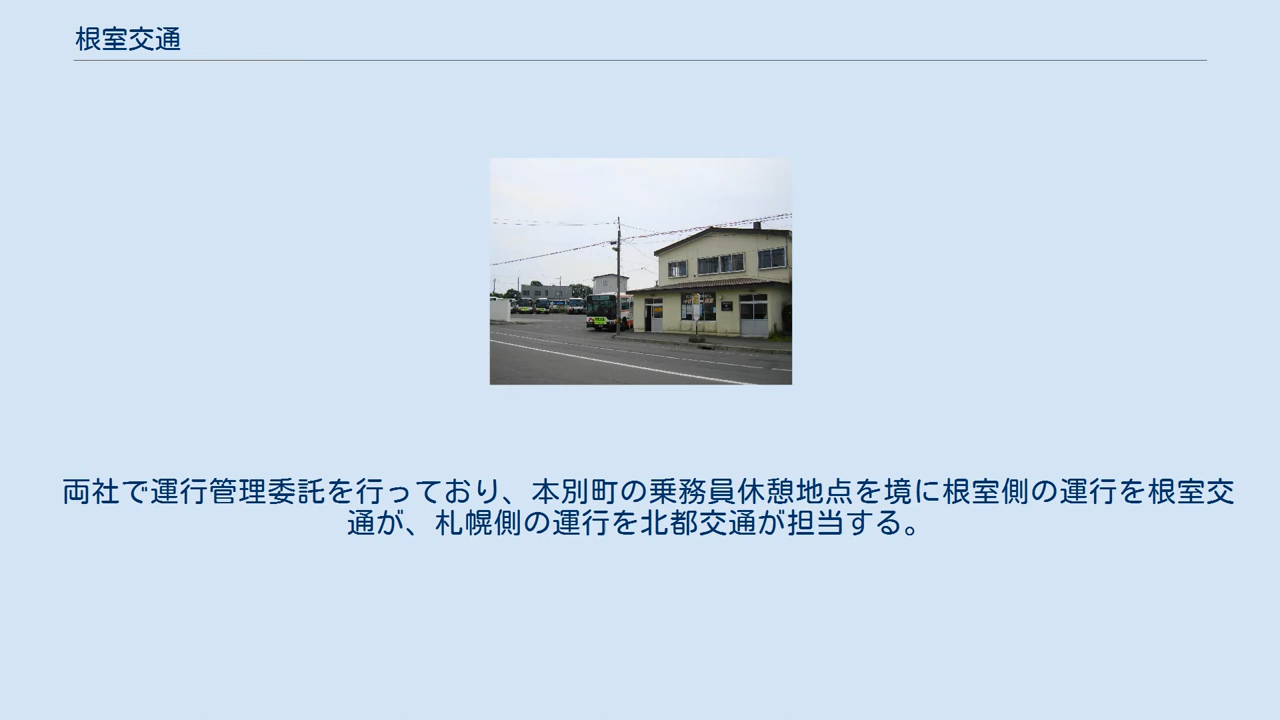 根室交通
両社で運行管理委託を行っており、本別町の乗務員休憩地点を境に根室側の運行を根室交
通が、札幌側の運行を北都交通が担当する。